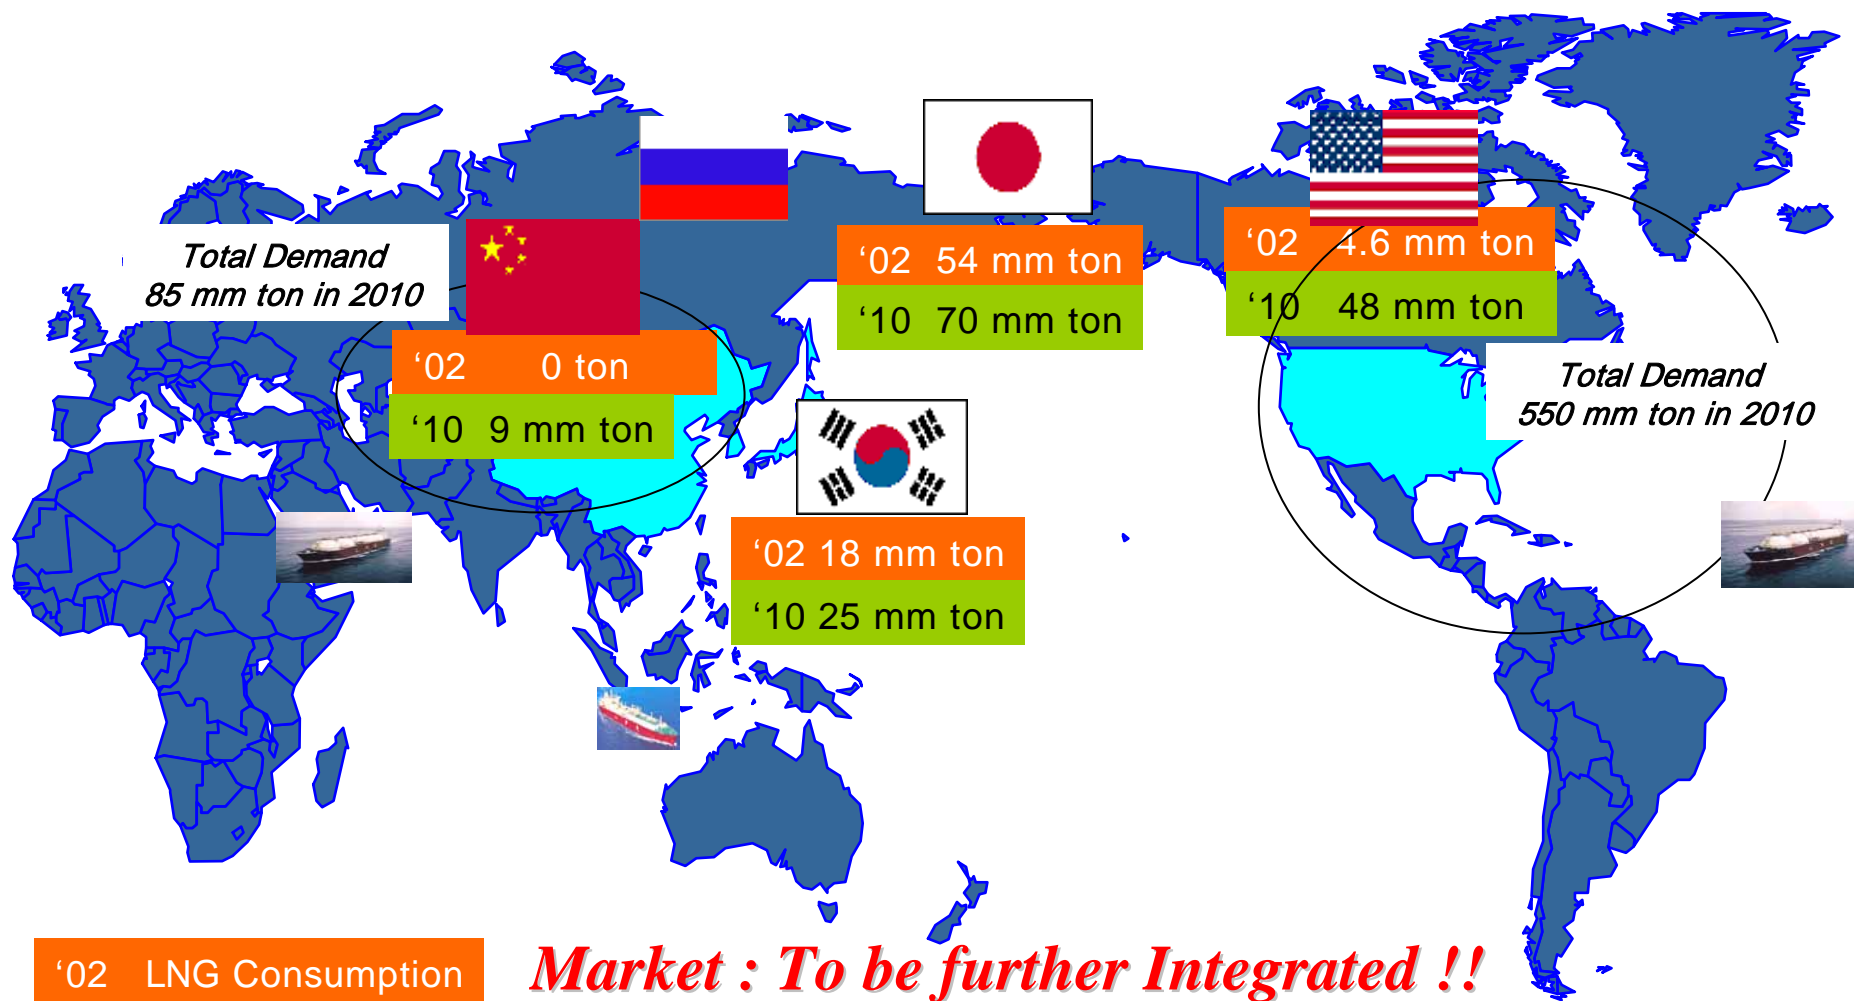 Total Demand
85 mm ton in 2010
‘02 0 ton
‘10 9 mm ton
‘02 54 mm ton
‘10 70 mm ton
‘02 18 mm ton
‘10 25 mm ton
‘02 4.6 mm ton
‘10 48 mm ton
Total Demand
550 mm ton in 2010
‘02 LNG Consumption
Market : To be further Integrated !!